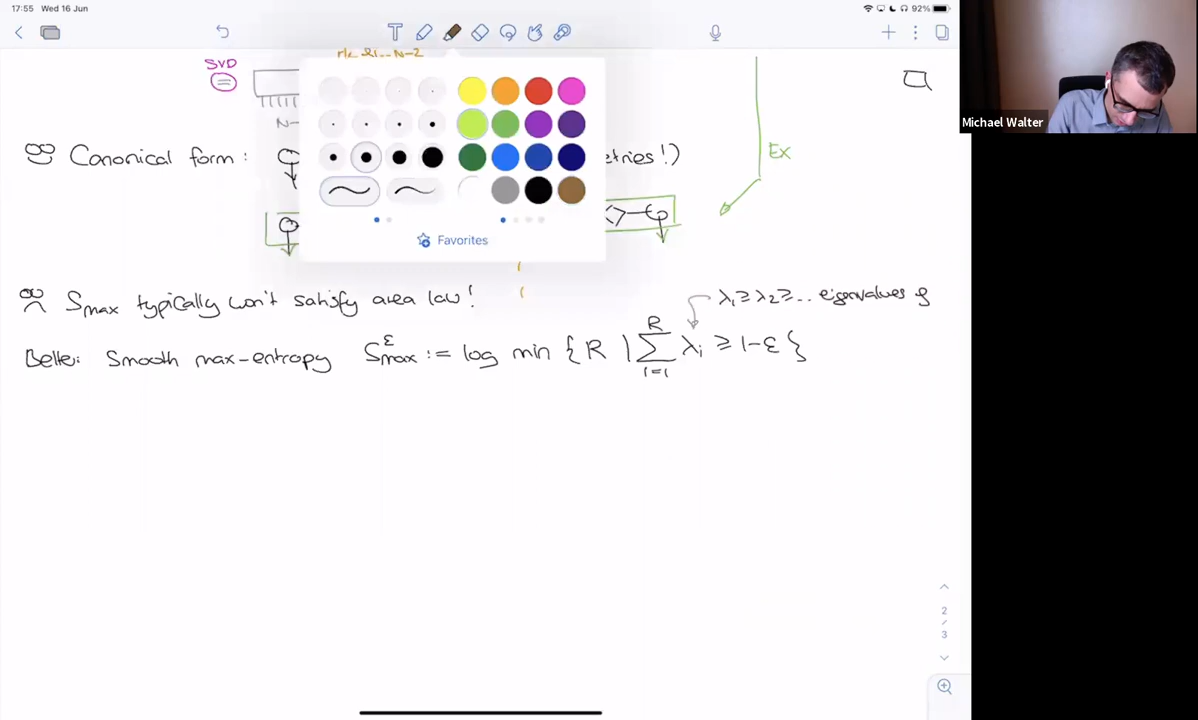 17:55 Wed 16 Jun
92%
SVD
=
N-
Michael Walter
Canonical form:
etries!)
Ex
Favorites
Smax typically won't satisfy area law!
λ1 ≥ λ2 ≥ ... eigenvalues of
Better: Smooth max-entropy S^ε_max := log min { R | ∑_{i=1}^{R} λi ≥ 1-ε }
2
/
3